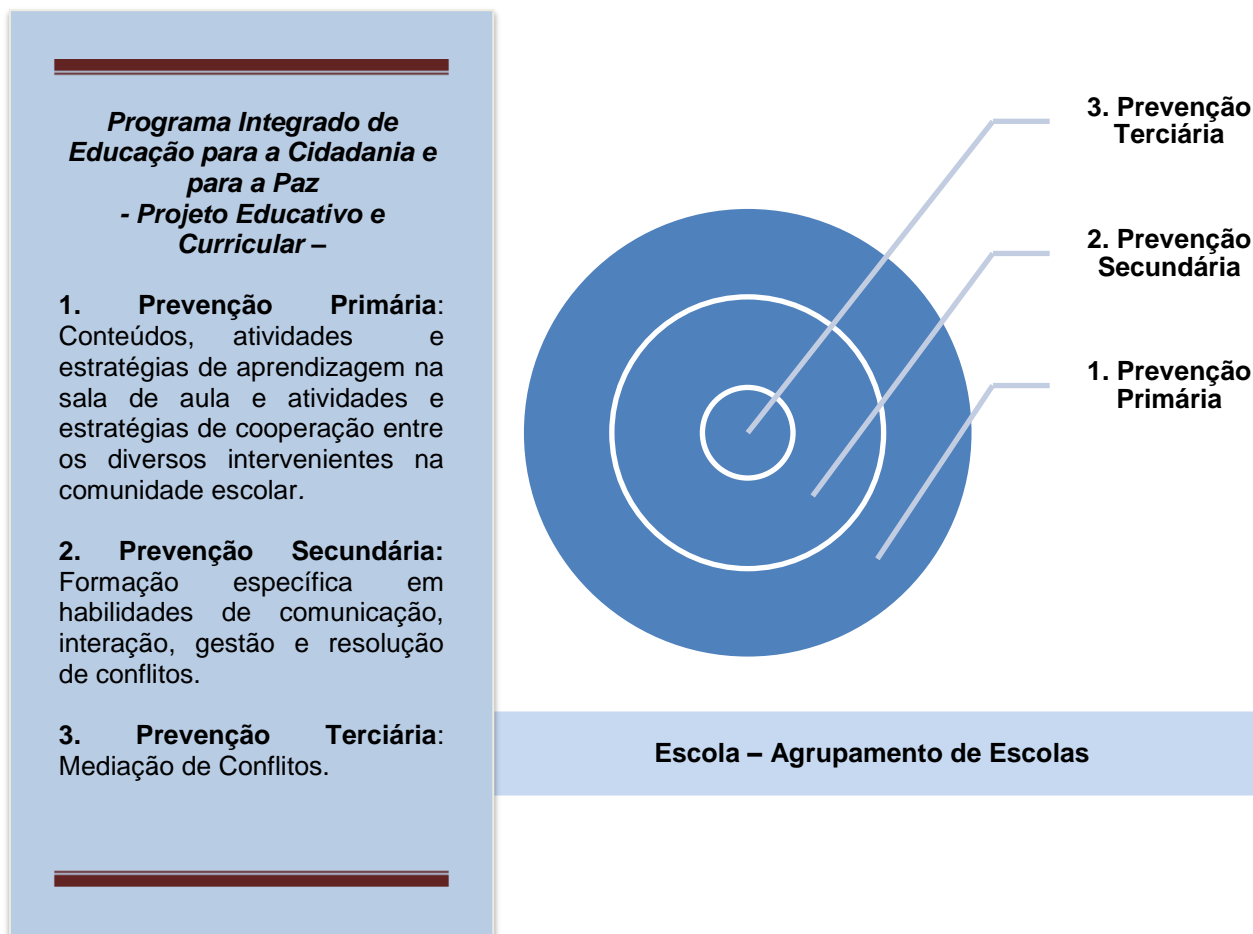 Programa Integrado de
Educação para a Cidadania e
para a Paz
- Projeto Educativo e
Curricular –
1. Prevenção Primária:
Conteúdos, atividades e
estratégias de aprendizagem na
sala de aula e atividades e
estratégias de cooperação entre
os diversos intervenientes na
comunidade escolar.
2. Prevenção Secundária:
Formação específica em
habilidades de comunicação,
interação, gestão e resolução
de conflitos.
3. Prevenção Terciária:
Mediação de Conflitos.
3. Prevenção
Terciária
2. Prevenção
Secundária
1. Prevenção
Primária
Escola – Agrupamento de Escolas